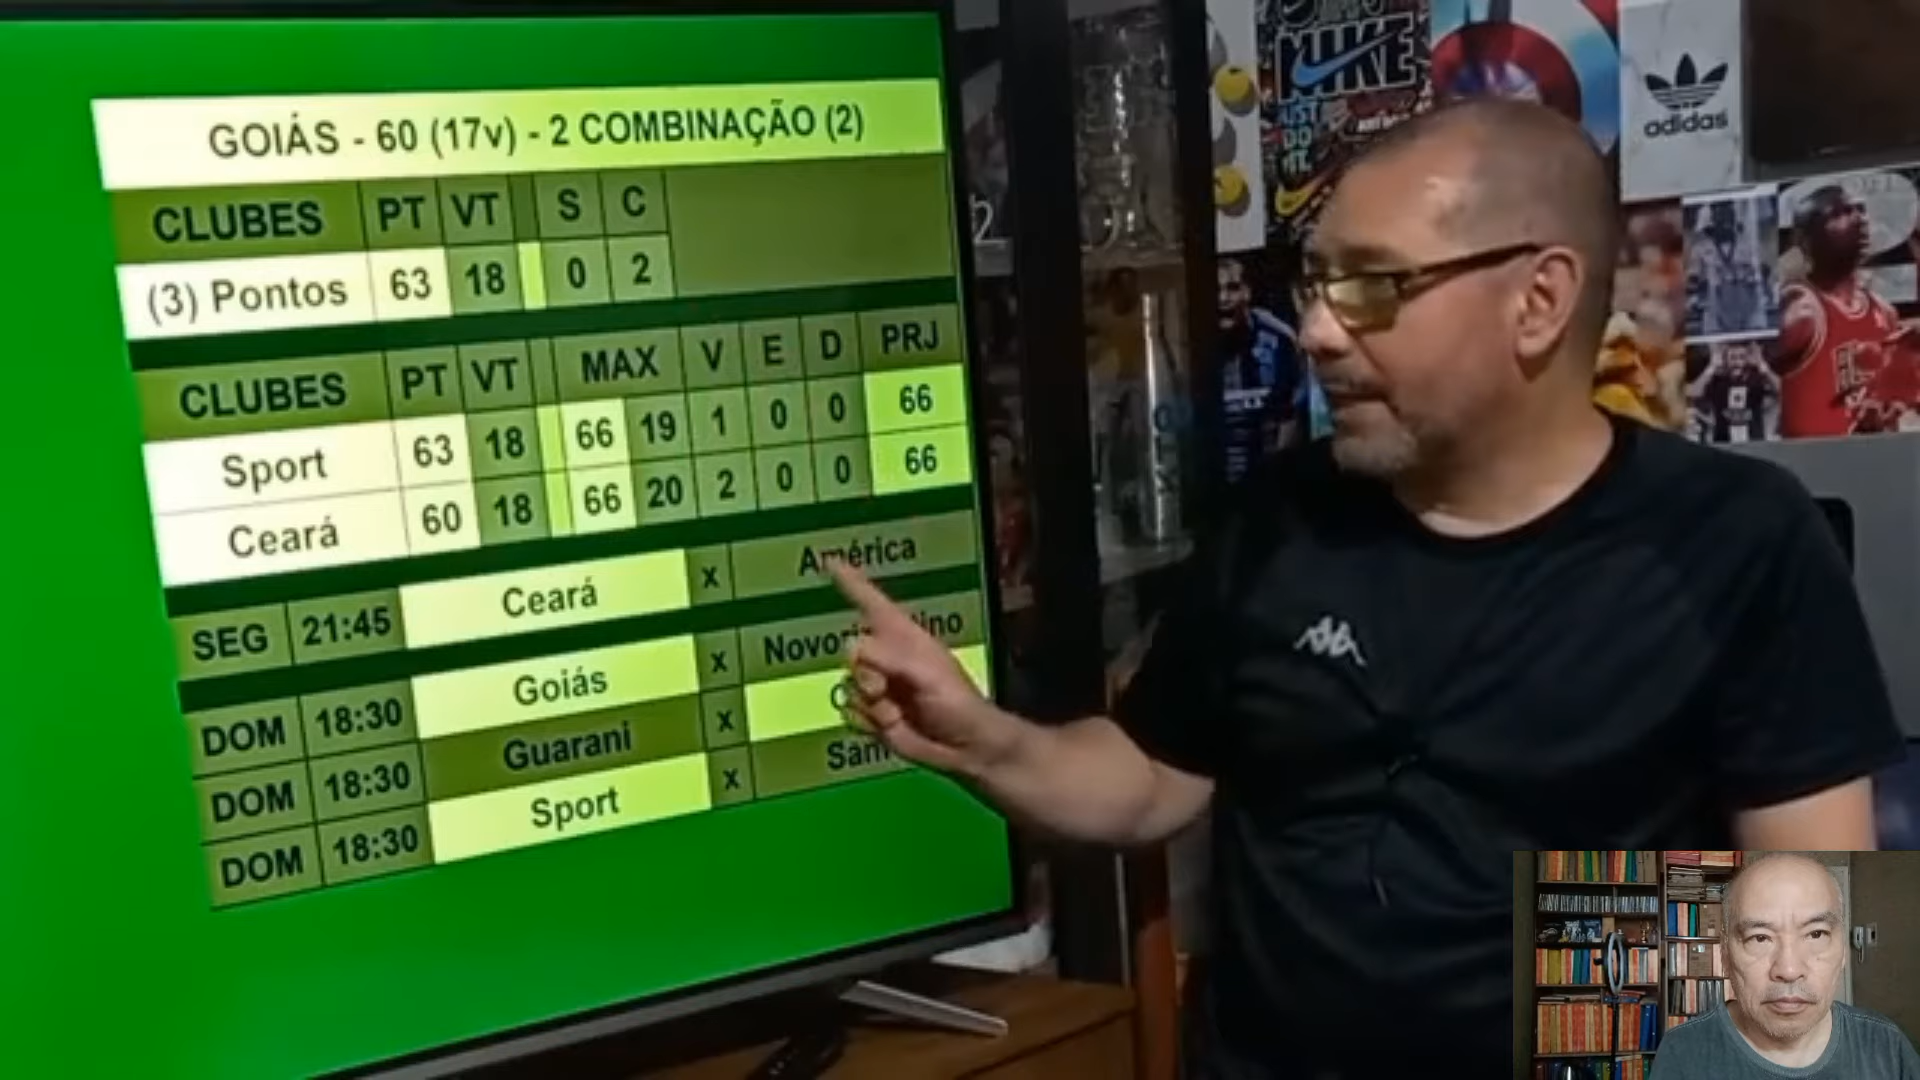 GOIÁS - 60 (17v) - 2 COMBINAÇÃO (2)
CLUBES PT VT S C
(3) Pontos 63 18 0 2
CLUBES PT VT MAX V E D PRJ
Sport 63 18 66 19 1 0 0 66
Ceará 60 18 66 20 2 0 0 66
SEG 21:45 Ceará x América
DOM 18:30 Goiás x
DOM 18:30 Guarani x
DOM 18:30 Sport x
NIKE
JUST
DO
IT.
adidas